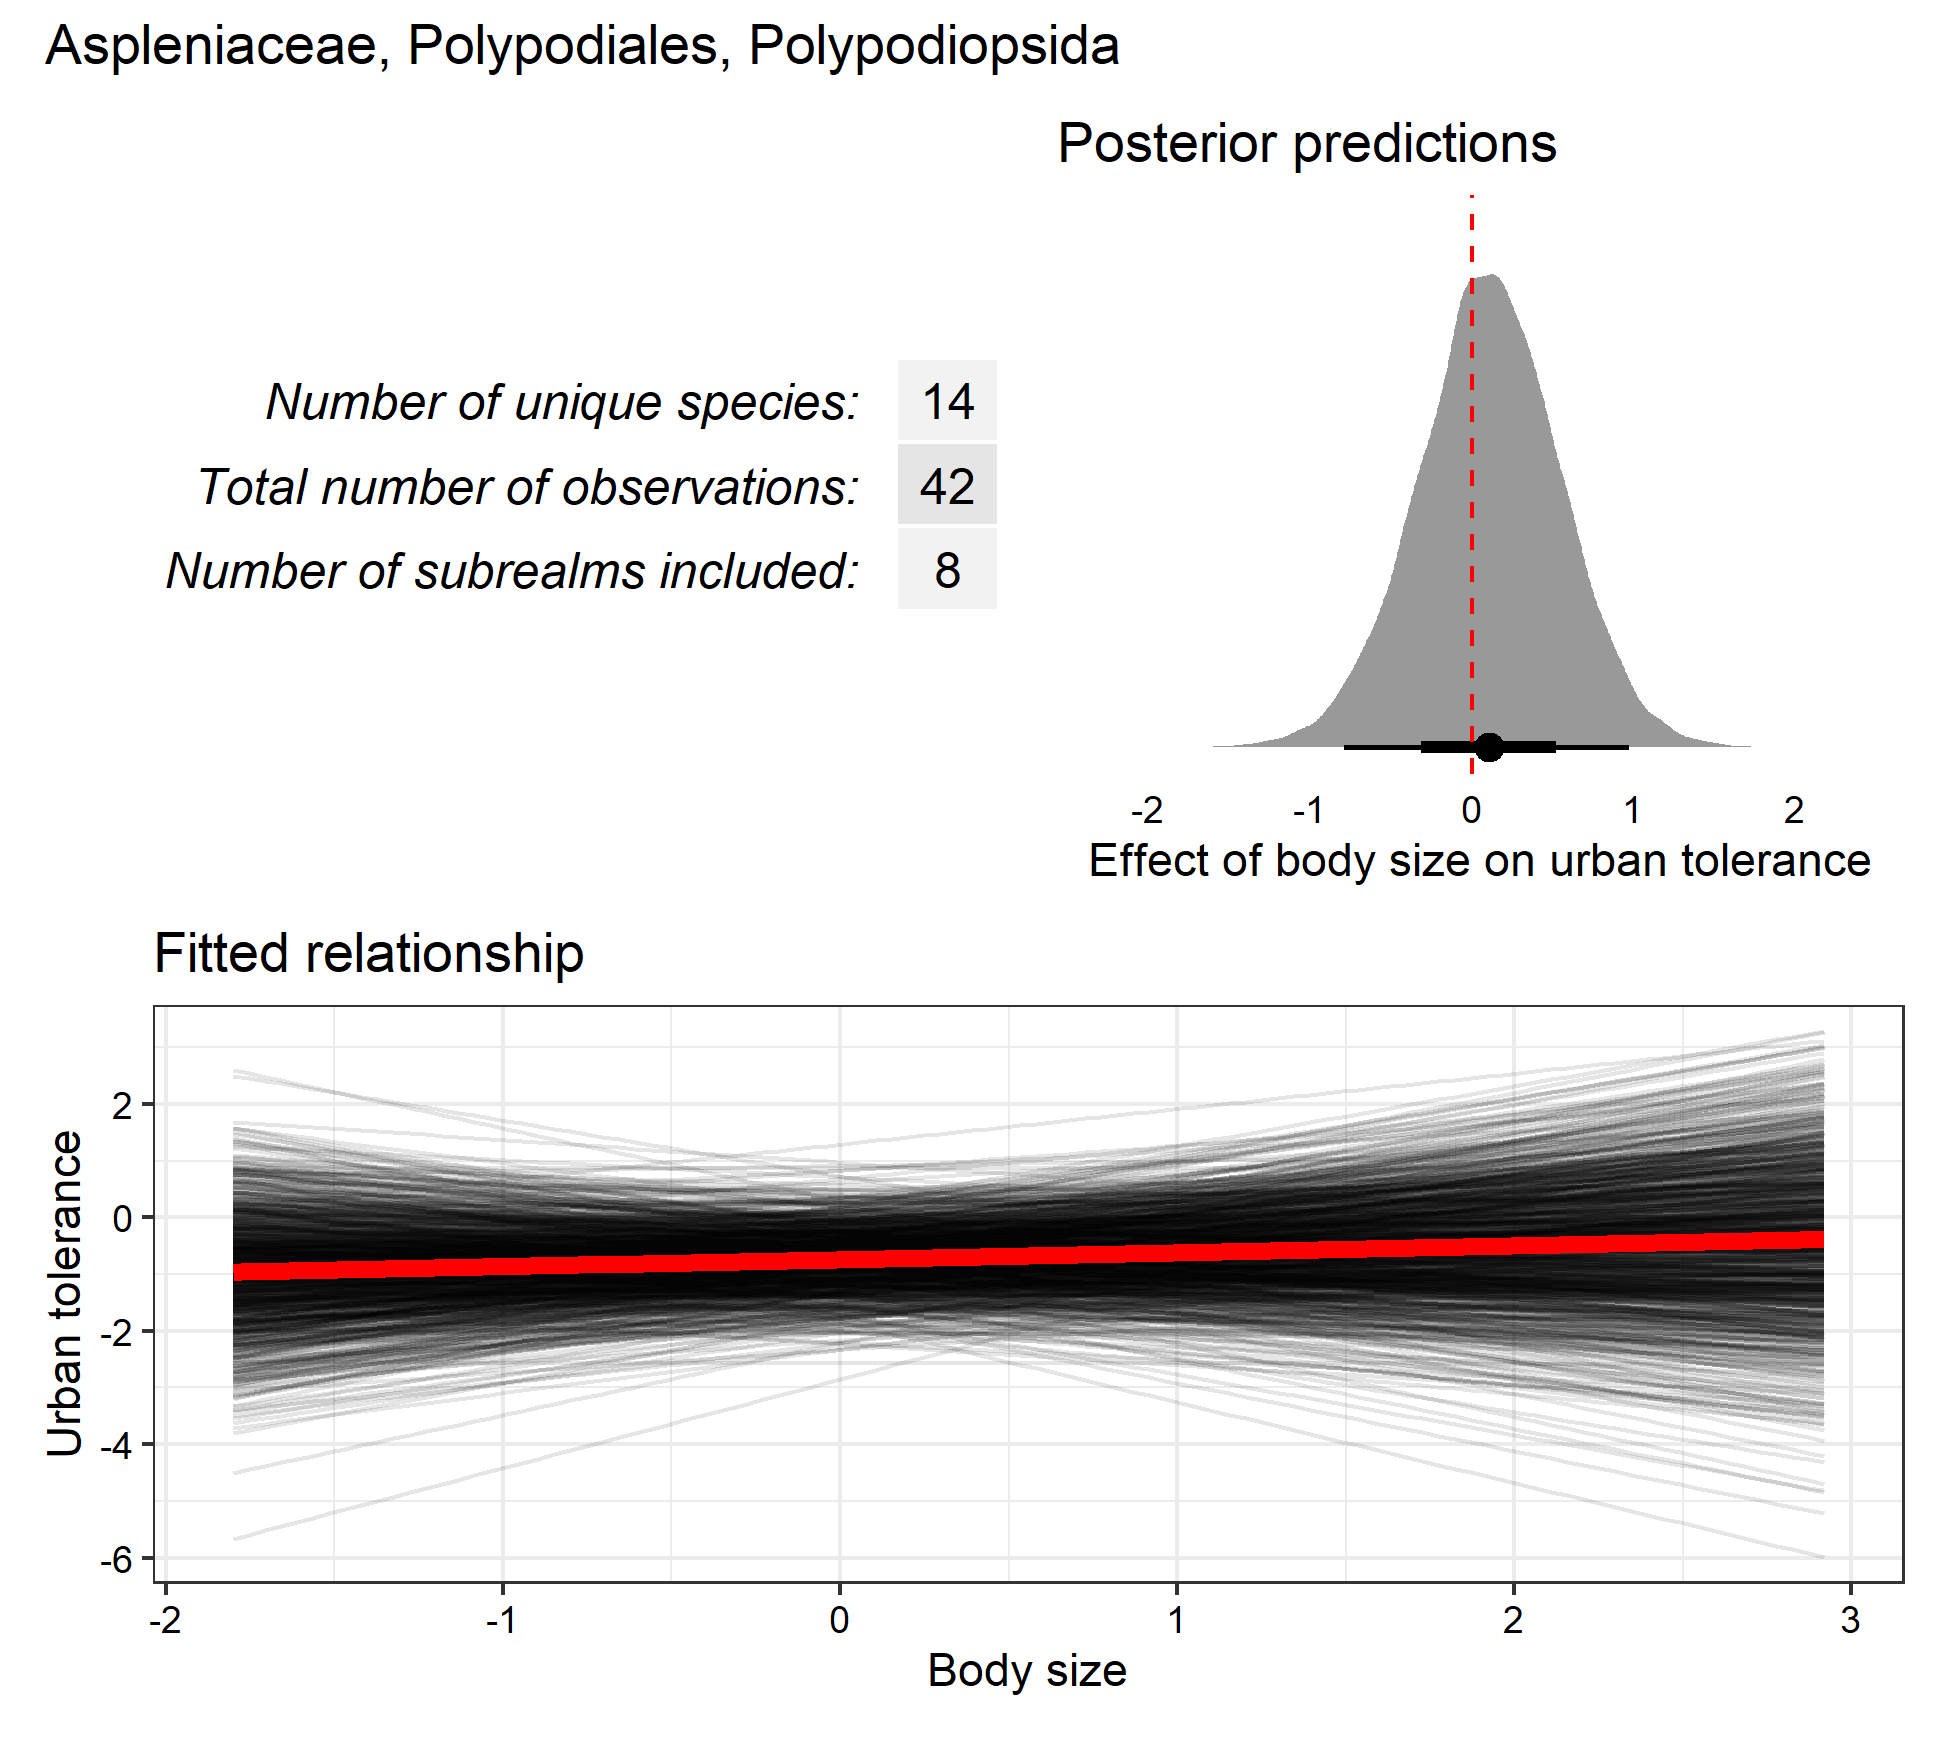 Aspleniaceae, Polypodiales, Polypodiopsida
Posterior predictions
Number of unique species: 14
Total number of observations: 42
Number of subrealms included: 8
-2 -1 0 1 2
Effect of body size on urban tolerance
Fitted relationship
Urban tolerance
2
0
-2
-4
-6
-2 -1 0 1 2 3
Body size